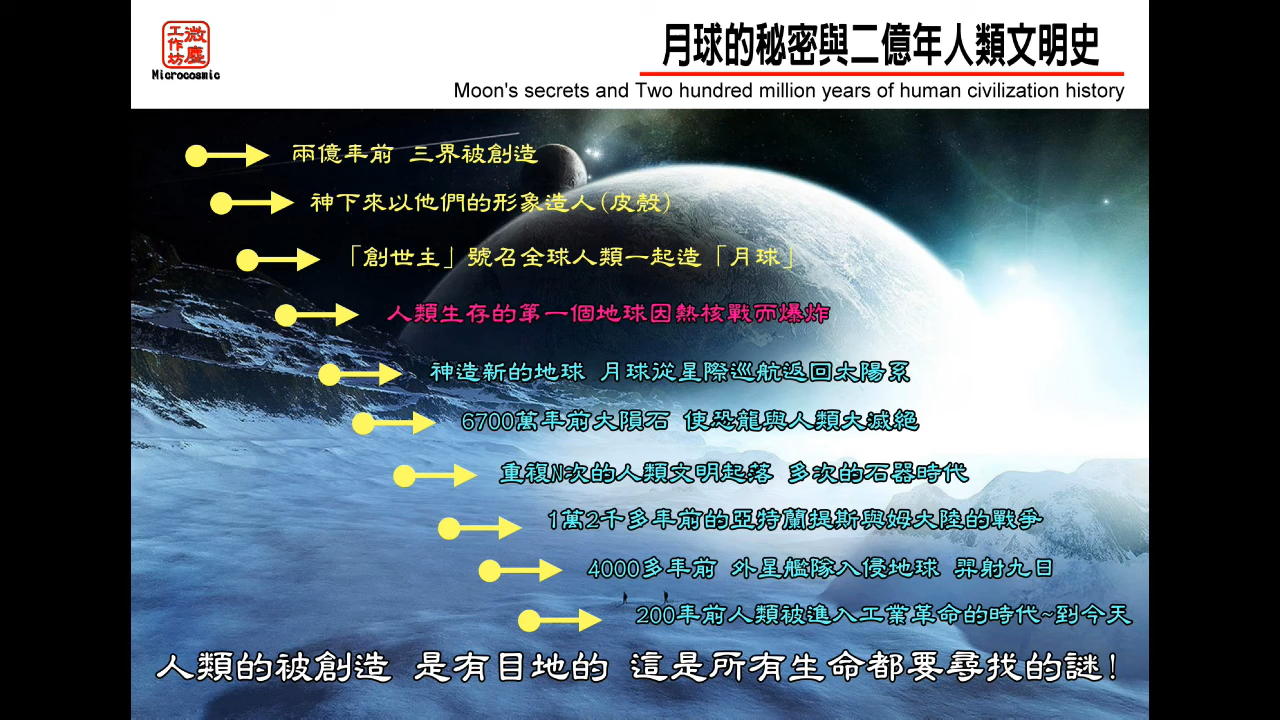 微塵
工作坊
Microcosmic
月球的秘密與二億年人類文明史
Moon's secrets and Two hundred million years of human civilization history
兩億年前 三界被創造
神下來以他們的形象造人(皮殼)
「創世主」號召全球人類一起造「月球」
人類生存的第一個地球因熱核戰而爆炸
神造新的地球 月球從星際巡航返回太陽系
6700萬年前大隕石 使恐龍與人類大滅絕
重複N次的人類文明起落 多次的石器時代
1萬2千多年前的亞特蘭提斯與姆大陸的戰爭
4000多年前 外星艦隊入侵地球 羿射九日
200年前人類被進入工業革命的時代~到今天
人類的被創造 是有目地的 這是所有生命都要尋找的謎!